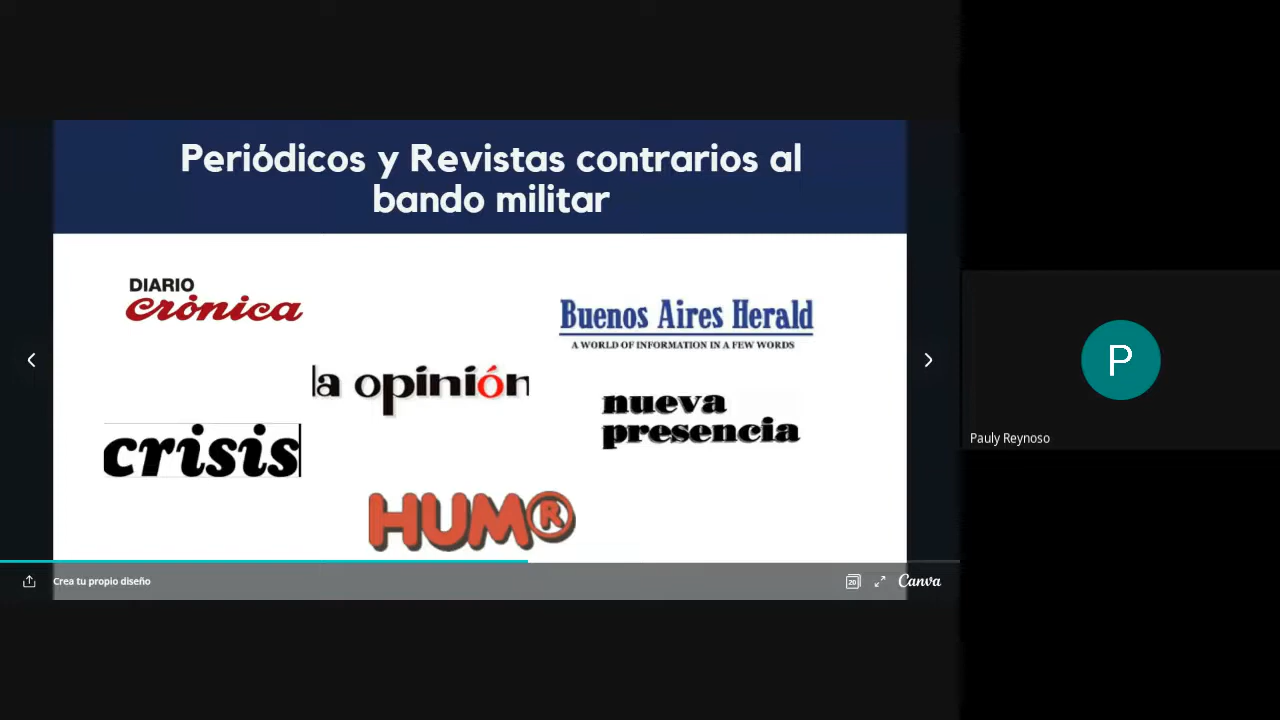 Periódicos y Revistas contrarios al
bando militar
DIARIO
crónica
Buenos Aires Herald
A WORLD OF INFORMATION IN A FEW WORDS
la opinión
nueva
presencia
crisis
HUM®
P
Pauly Reynoso
Crea tu propio diseño
20
Canva